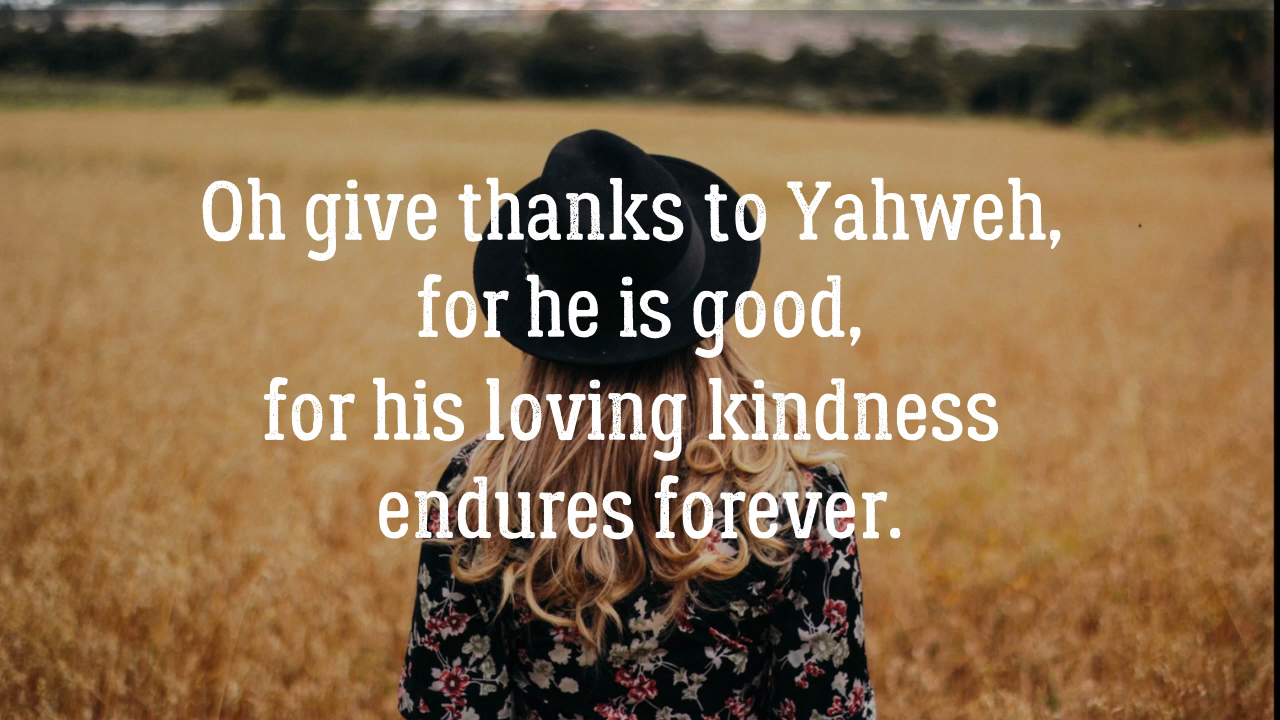 Oh give thanks to Yahweh,
for he is good,
for his loving kindness
endures forever.